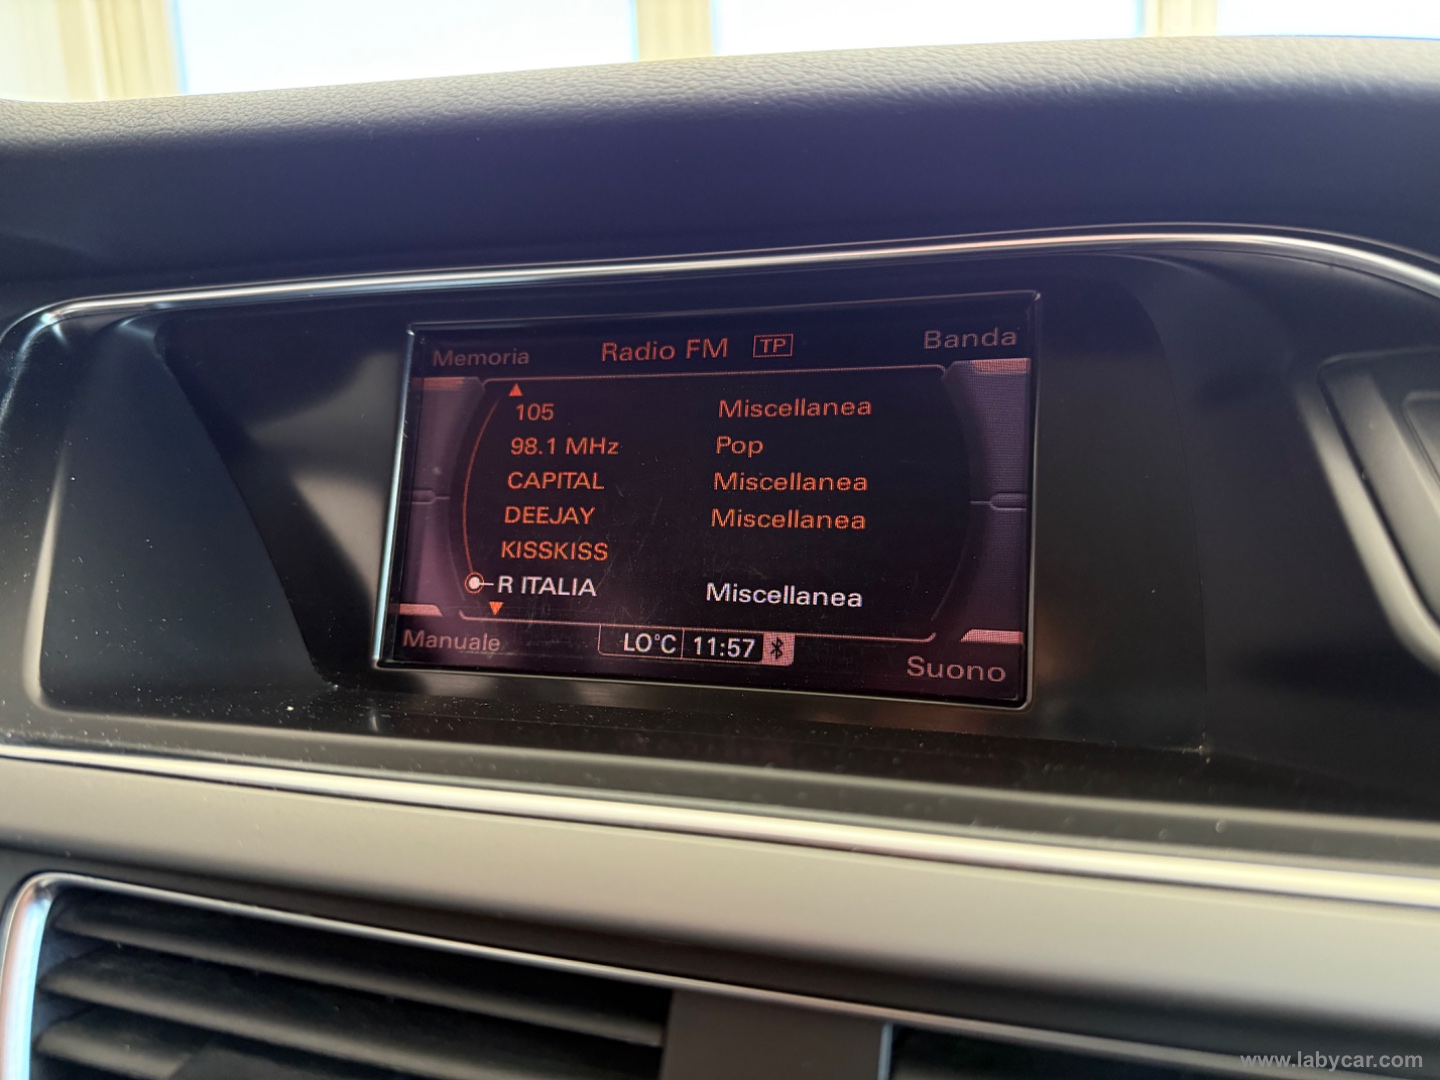 Memoria Radio FM TP Banda
105 Miscellanea
98.1 MHz Pop
CAPITAL Miscellanea
DEEJAY Miscellanea
KISSKISS
R ITALIA Miscellanea
Manuale LO°C 11:57 Suono
www.labycar.com